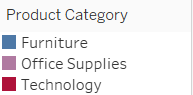 Product Category
Furniture
Office Supplies
Technology